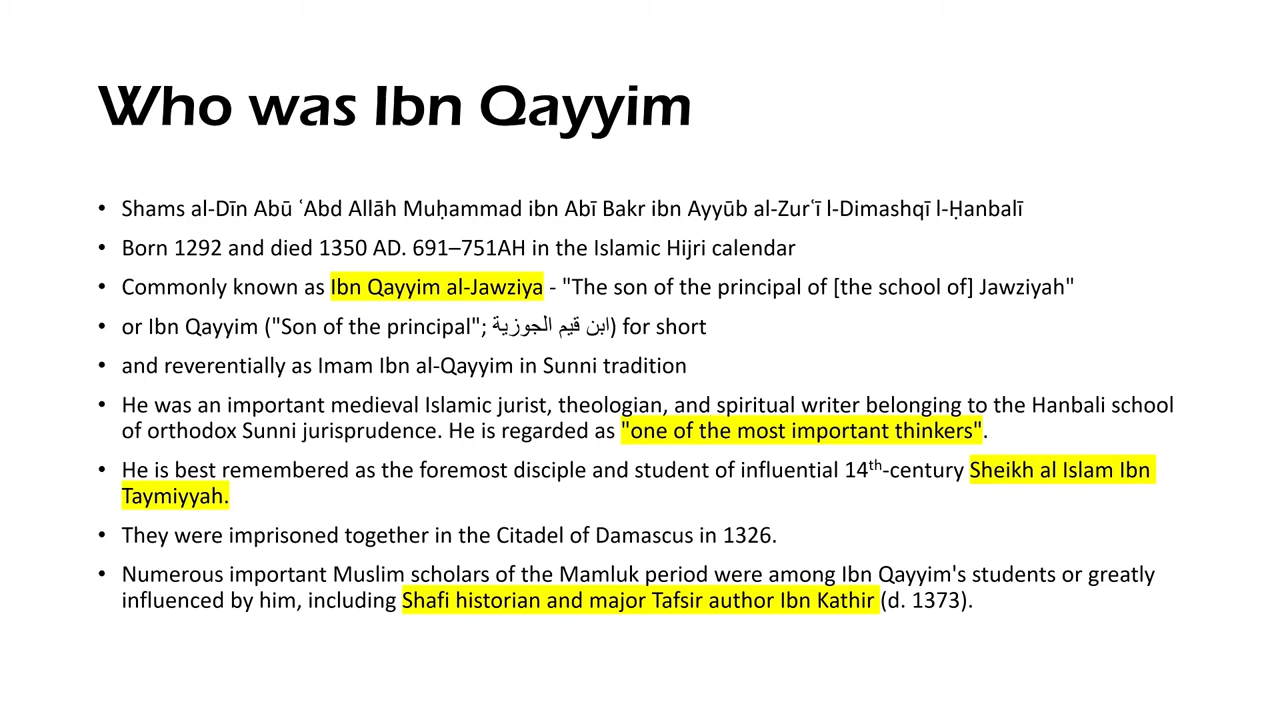 Who was Ibn Qayyim
• Shams al-Dīn Abū ʿAbd Allāh Muḥammad ibn Abī Bakr ibn Ayyūb al-Zurʿī l-Dimashqī l-Ḥanbalī
• Born 1292 and died 1350 AD. 691–751AH in the Islamic Hijri calendar
• Commonly known as Ibn Qayyim al-Jawziya - "The son of the principal of [the school of] Jawziyah"
• or Ibn Qayyim ("Son of the principal"; ابن قيم الجوزية) for short
• and reverentially as Imam Ibn al-Qayyim in Sunni tradition
• He was an important medieval Islamic jurist, theologian, and spiritual writer belonging to the Hanbali school
of orthodox Sunni jurisprudence. He is regarded as "one of the most important thinkers".
• He is best remembered as the foremost disciple and student of influential 14th-century Sheikh al Islam Ibn
Taymiyyah.
• They were imprisoned together in the Citadel of Damascus in 1326.
• Numerous important Muslim scholars of the Mamluk period were among Ibn Qayyim's students or greatly
influenced by him, including Shafi historian and major Tafsir author Ibn Kathir (d. 1373).